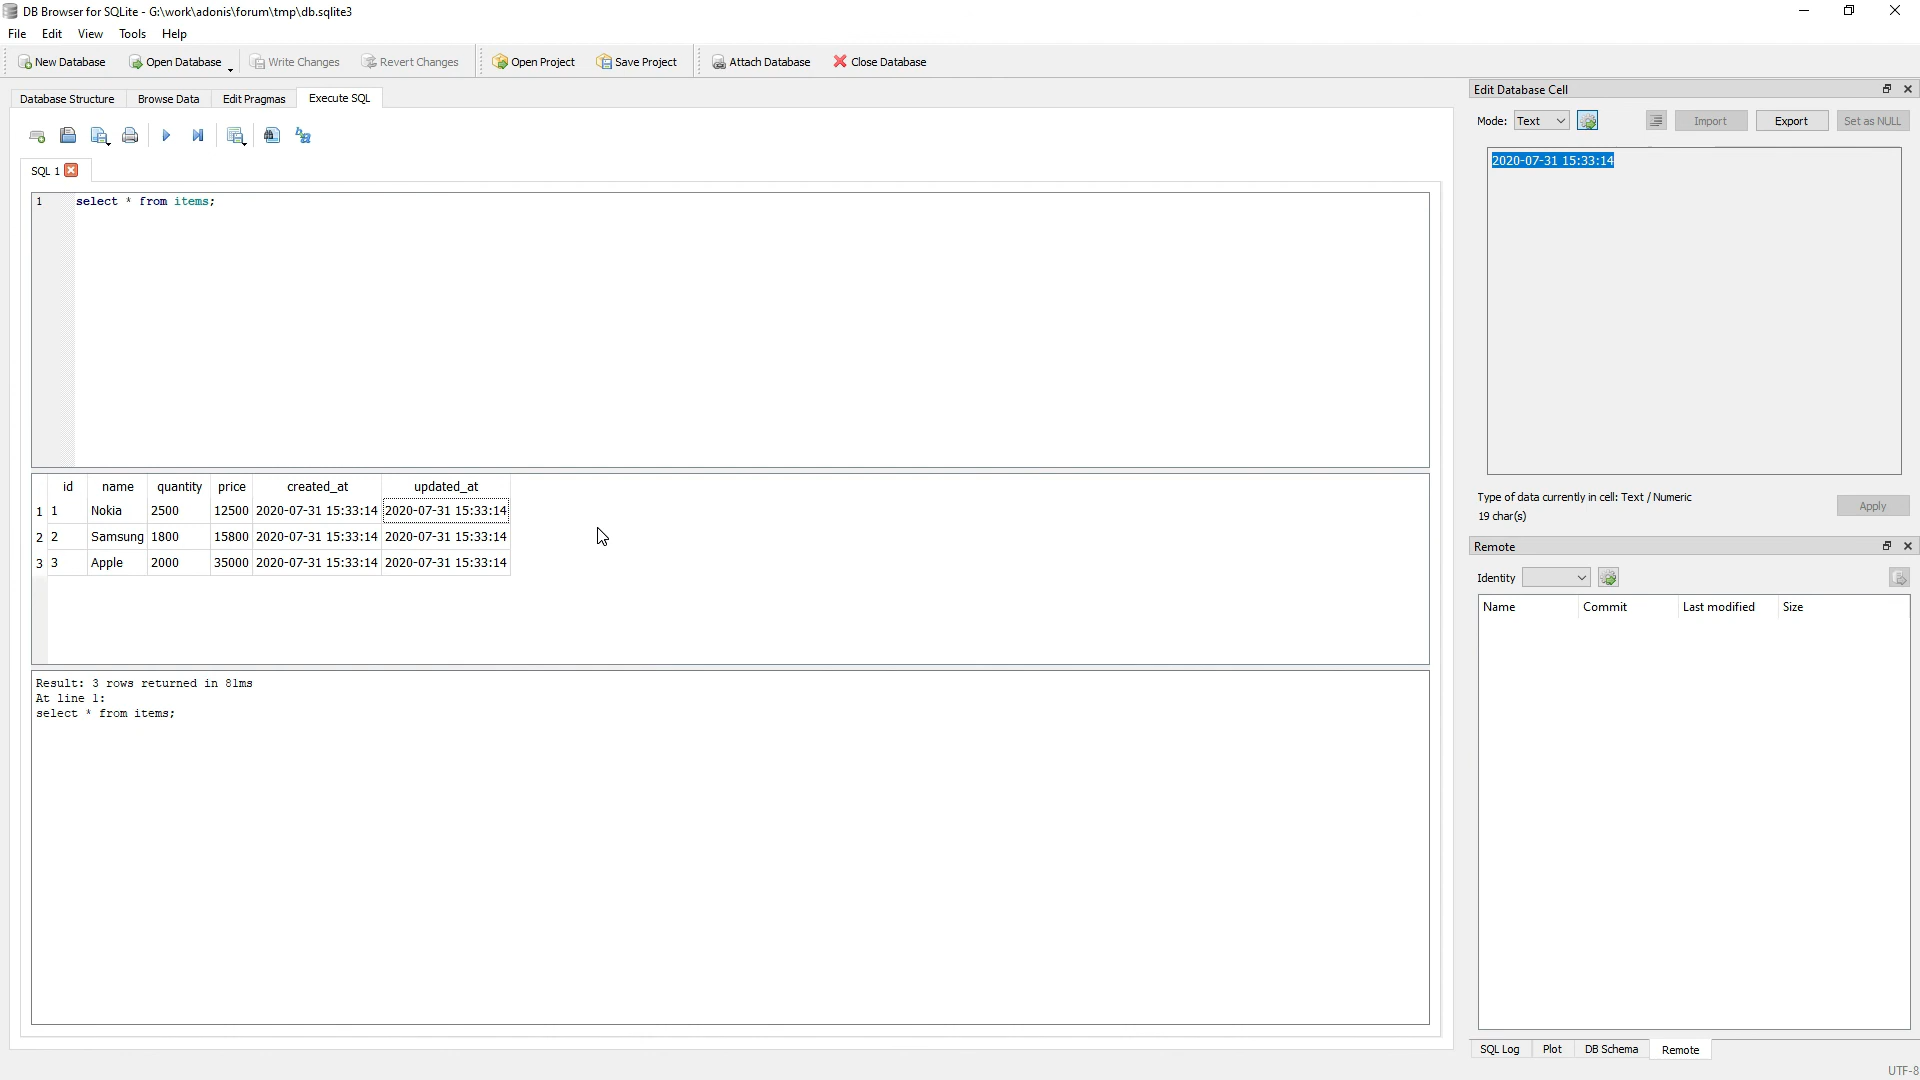 DB Browser for SQLite - G:\work\adonis\forum\tmp\db.sqlite3
File Edit View Tools Help
New Database Open Database Write Changes Revert Changes Open Project Save Project Attach Database Close Database
Database Structure Browse Data Edit Pragmas Execute SQL
SQL 1
1 select * from items;
id name quantity price created_at updated_at
1 1 Nokia 2500 12500 2020-07-31 15:33:14 2020-07-31 15:33:14
2 2 Samsung 1800 15800 2020-07-31 15:33:14 2020-07-31 15:33:14
3 3 Apple 2000 35000 2020-07-31 15:33:14 2020-07-31 15:33:14
Result: 3 rows returned in 81ms
At line 1:
select * from items;
Edit Database Cell
Mode: Text Import Export Set as NULL
2020-07-31 15:33:14
Type of data currently in cell: Text / Numeric
19 char(s)
Apply
Remote
Identity
Name Commit Last modified Size
SQL Log Plot DB Schema Remote
UTF-8